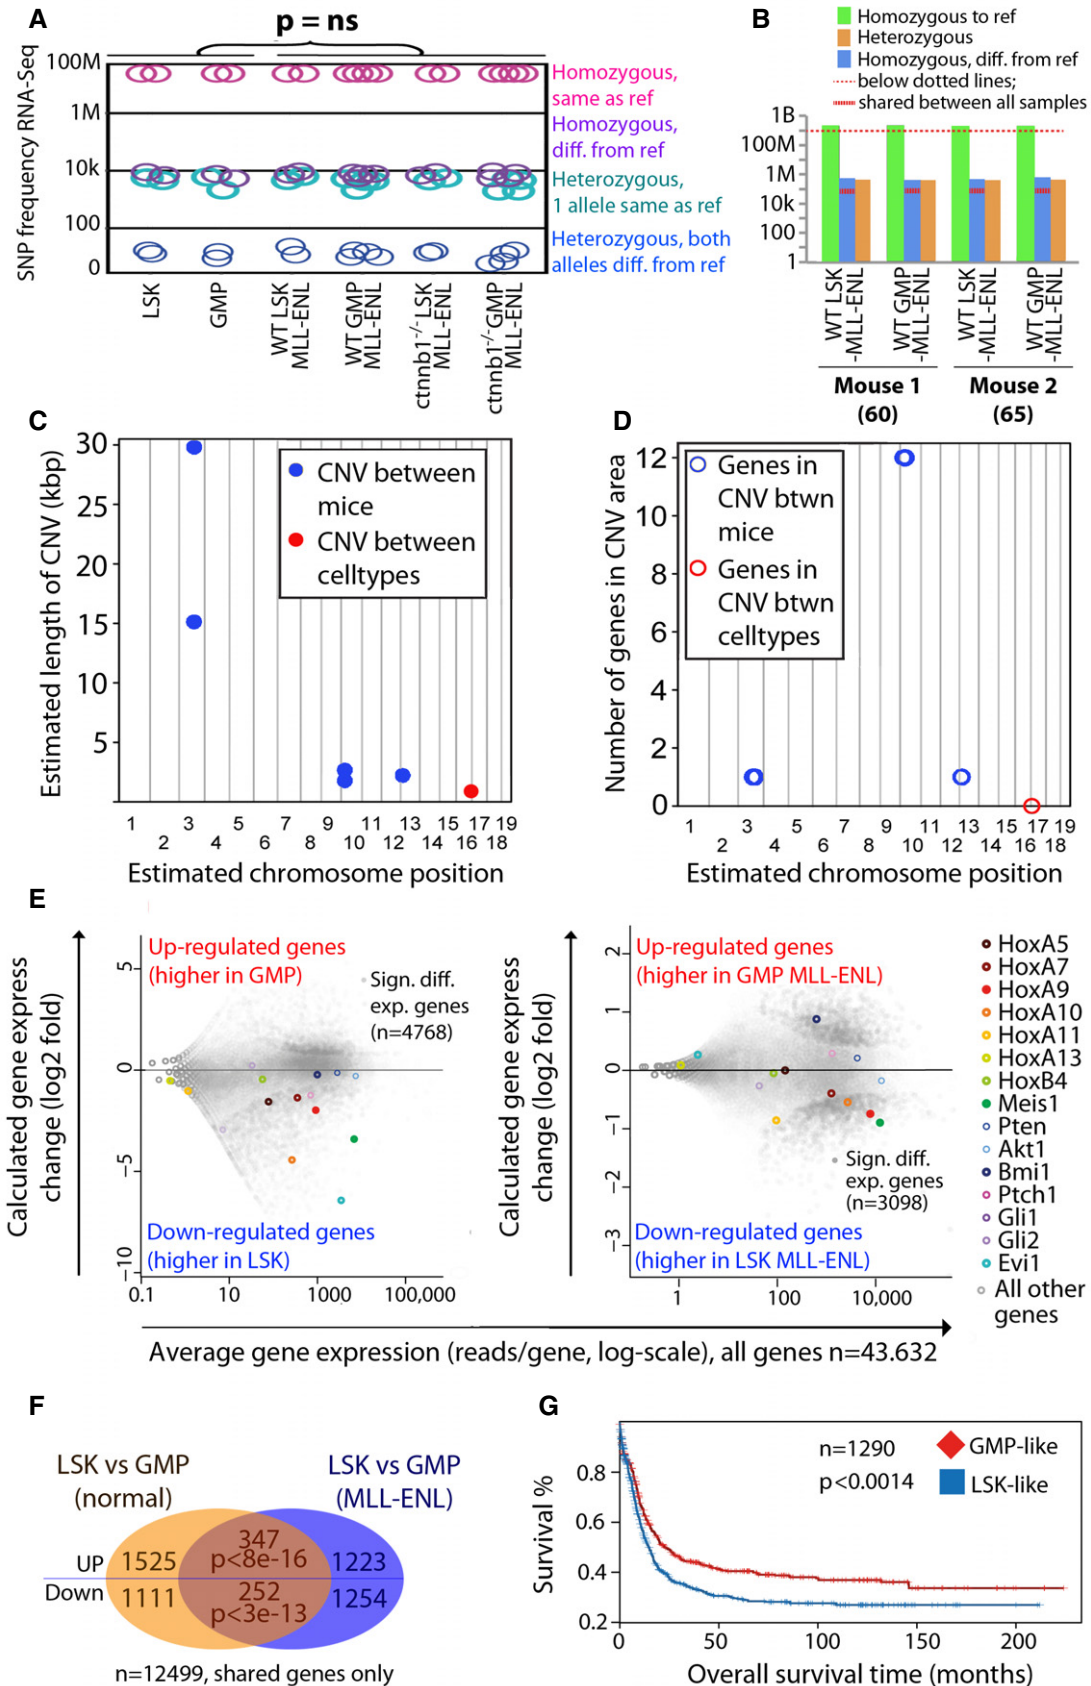 A
p = ns
SNP frequency RNA-Seq
100M
1M
10k
100
0
Homozygous,
same as ref
Homozygous,
diff. from ref
Heterozygous,
1 allele same as ref
Heterozygous, both
alleles diff. from ref
LSK
GMP
WT LSK
MLL-ENL
WT GMP
MLL-ENL
ctnnb1-/- LSK
MLL-ENL
ctnnb1-/-GMP
MLL-ENL
B
Homozygous to ref
Heterozygous
Homozygous, diff. from ref
below dotted lines;
shared between all samples
1B
100M
1M
10k
100
1
WT LSK
-MLL-ENL
WT GMP
-MLL-ENL
WT LSK
-MLL-ENL
WT GMP
-MLL-ENL
Mouse 1
(60)
Mouse 2
(65)
C
Estimated length of CNV (kbp)
30
25
20
15
10
5
CNV between
mice
CNV between
celltypes
1 3 5 7 9 11 13 15 17 19
2 4 6 8 10 12 14 16 18
Estimated chromosome position
D
Number of genes in CNV area
12
10
8
6
4
2
0
Genes in
CNV btwn
mice
Genes in
CNV btwn
celltypes
1 3 5 7 9 11 13 15 17 19
2 4 6 8 10 12 14 16 18
Estimated chromosome position
E
Calculated gene express
change (log2 fold)
5
0
-5
-10
Up-regulated genes
(higher in GMP)
Sign. diff.
exp. genes
(n=4768)
Down-regulated genes
(higher in LSK)
0.1 10 1000 100,000
Calculated gene express
change (log2 fold)
2
1
0
-1
-2
-3
Up-regulated genes
(higher in GMP MLL-ENL)
Sign. diff.
exp. genes
(n=3098)
Down-regulated genes
(higher in LSK MLL-ENL)
1 100 10,000
HoxA5
HoxA7
HoxA9
HoxA10
HoxA11
HoxA13
HoxB4
Meis1
Pten
Akt1
Bmi1
Ptch1
Gli1
Gli2
Evi1
All other
genes
Average gene expression (reads/gene, log-scale), all genes n=43.632
F
LSK vs GMP
(normal)
LSK vs GMP
(MLL-ENL)
UP
Down
1525
1111
347
p<8e-16
252
p<3e-13
1223
1254
n=12499, shared genes only
G
Survival %
0.8
0.6
0.4
0.2
n=1290
p<0.0014
GMP-like
LSK-like
0 50 100 150 200
Overall survival time (months)